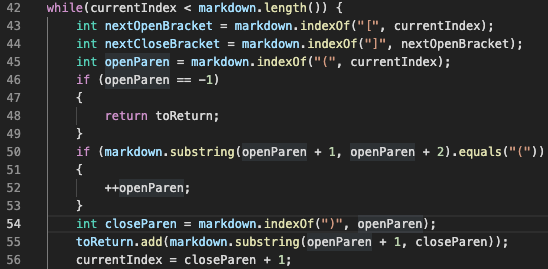 42 while(currentIndex < markdown.length()) {
43 int nextOpenBracket = markdown.indexOf("[", currentIndex);
44 int nextCloseBracket = markdown.indexOf("]", nextOpenBracket);
45 int openParen = markdown.indexOf("(", currentIndex);
46 if (openParen == -1)
47 {
48 return toReturn;
49 }
50 if (markdown.substring(openParen + 1, openParen + 2).equals("("))
51 {
52 ++openParen;
53 }
54 int closeParen = markdown.indexOf(")", openParen);
55 toReturn.add(markdown.substring(openParen + 1, closeParen));
56 currentIndex = closeParen + 1;